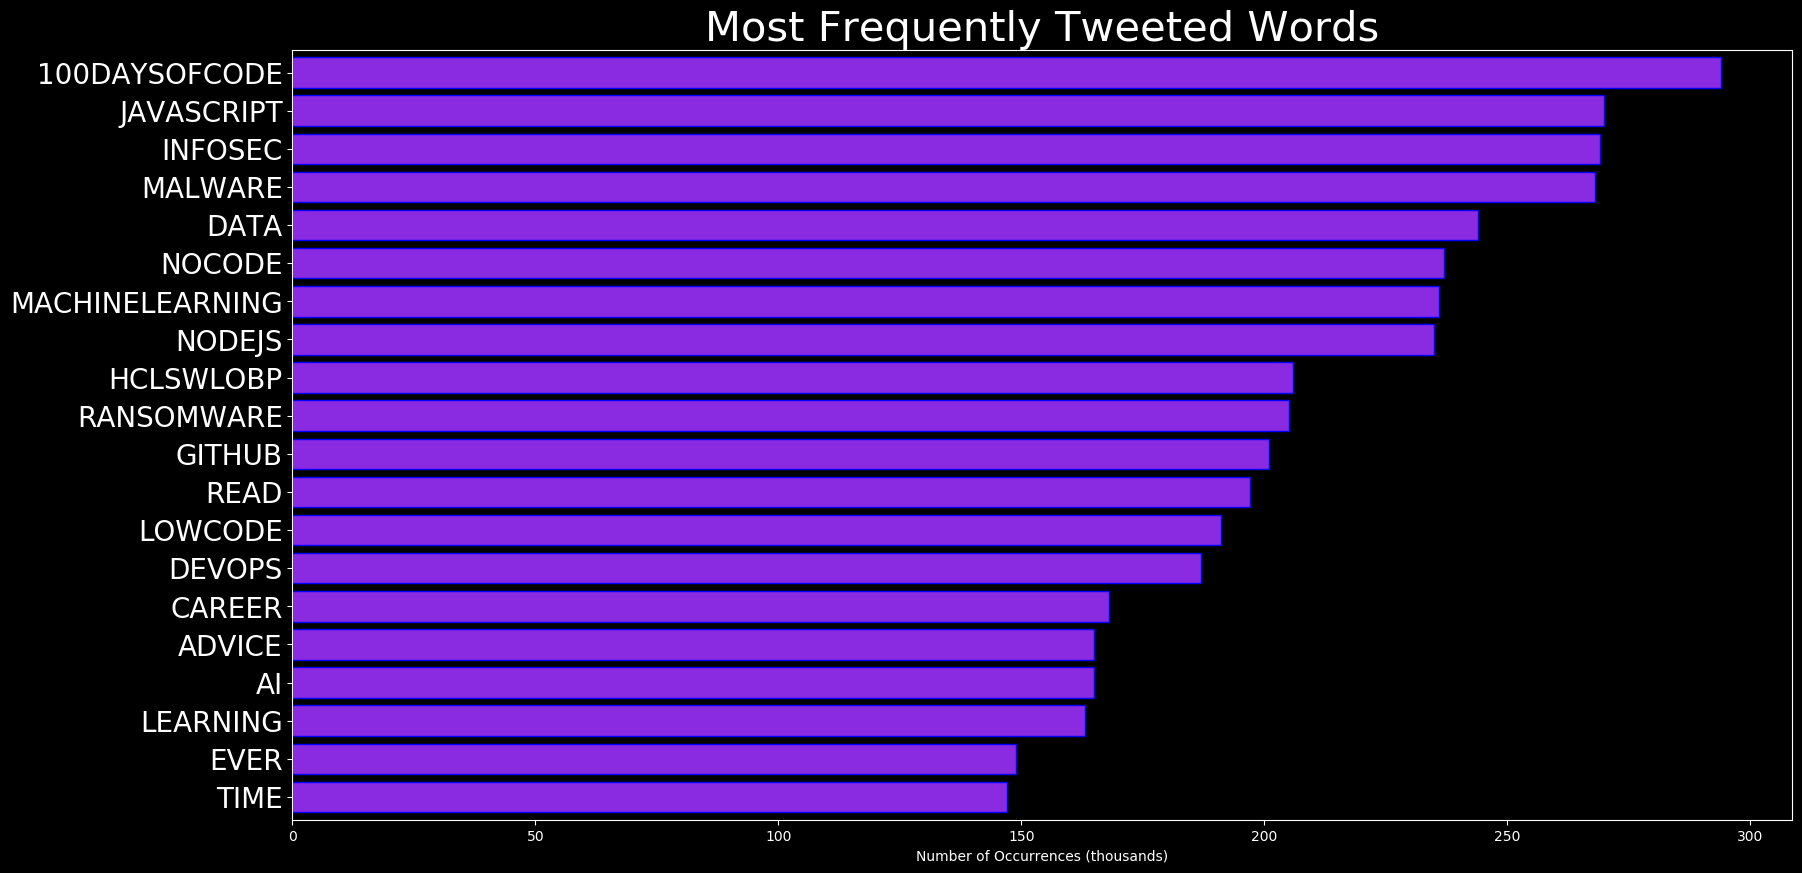 Most Frequently Tweeted Words
100DAYSOFCODE
JAVASCRIPT
INFOSEC
MALWARE
DATA
NOCODE
MACHINELEARNING
NODEJS
HCLSWLOBP
RANSOMWARE
GITHUB
READ
LOWCODE
DEVOPS
CAREER
ADVICE
AI
LEARNING
EVER
TIME
0 50 100 150 200 250 300
Number of Occurrences (thousands)